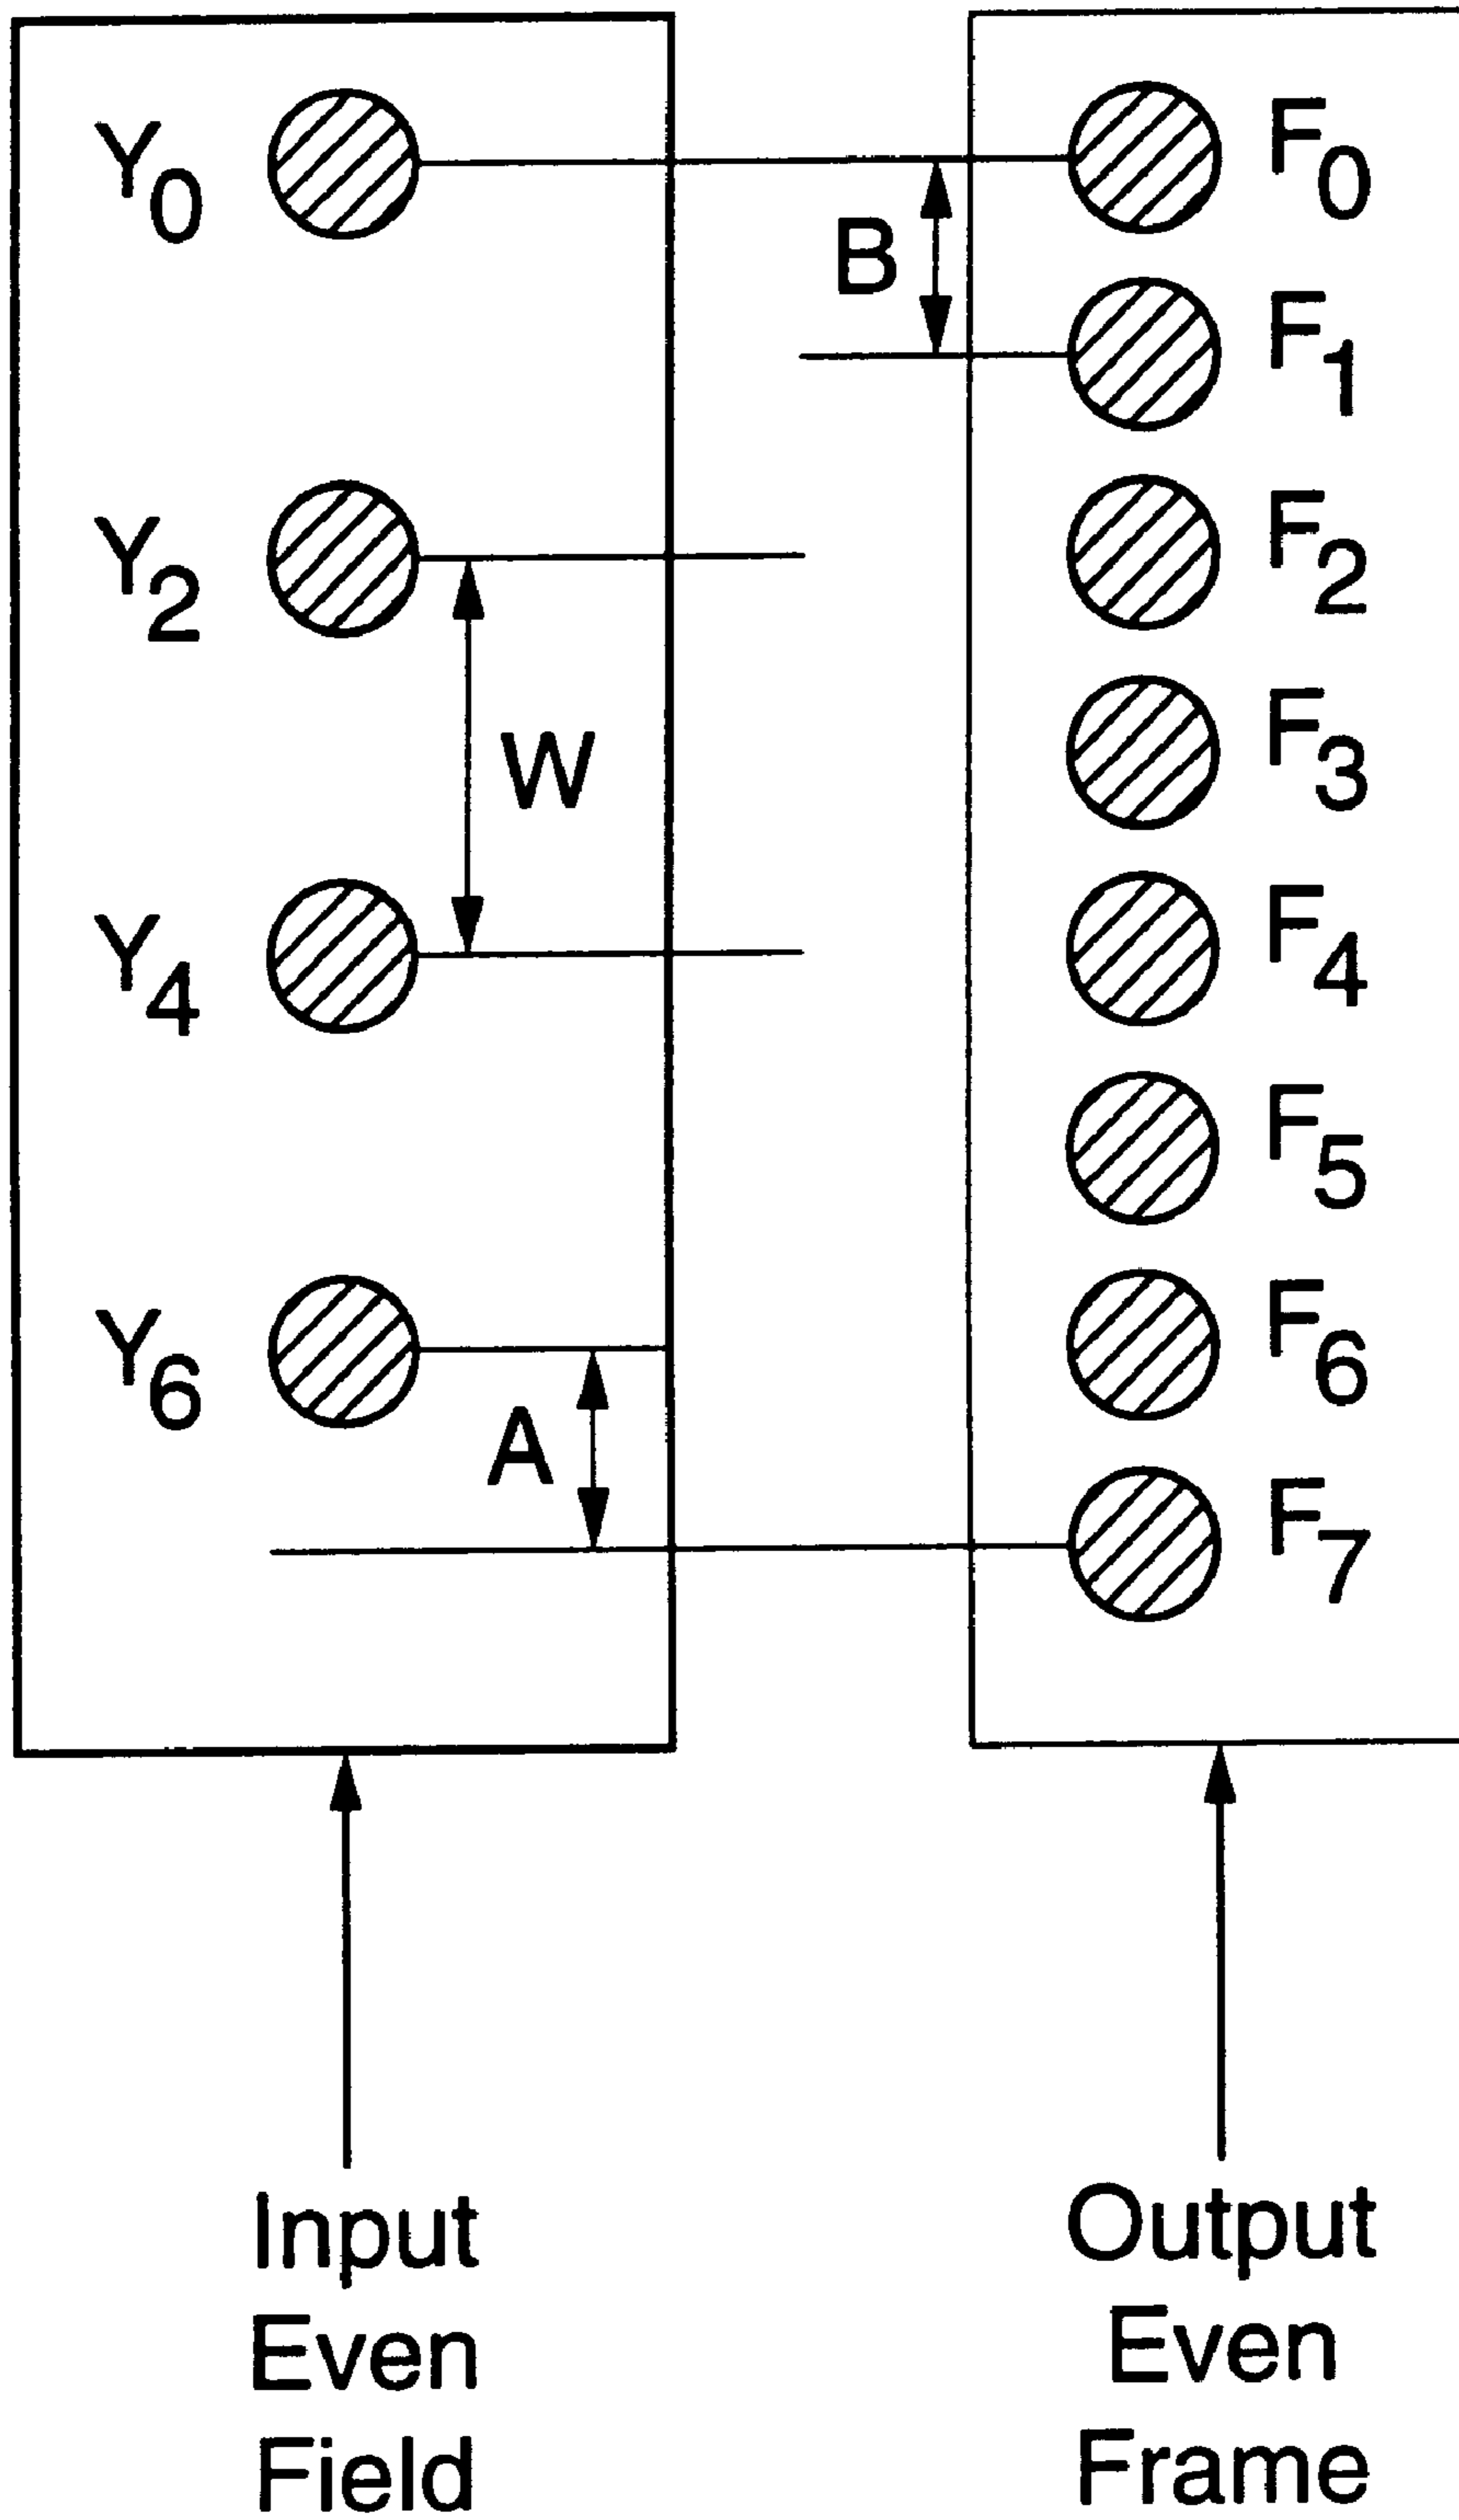 Y0
F0
B
F1
Y2
F2
W
F3
Y4
F4
F5
Y6
F6
A
F7
Input
Even
Field
Output
Even
Frame